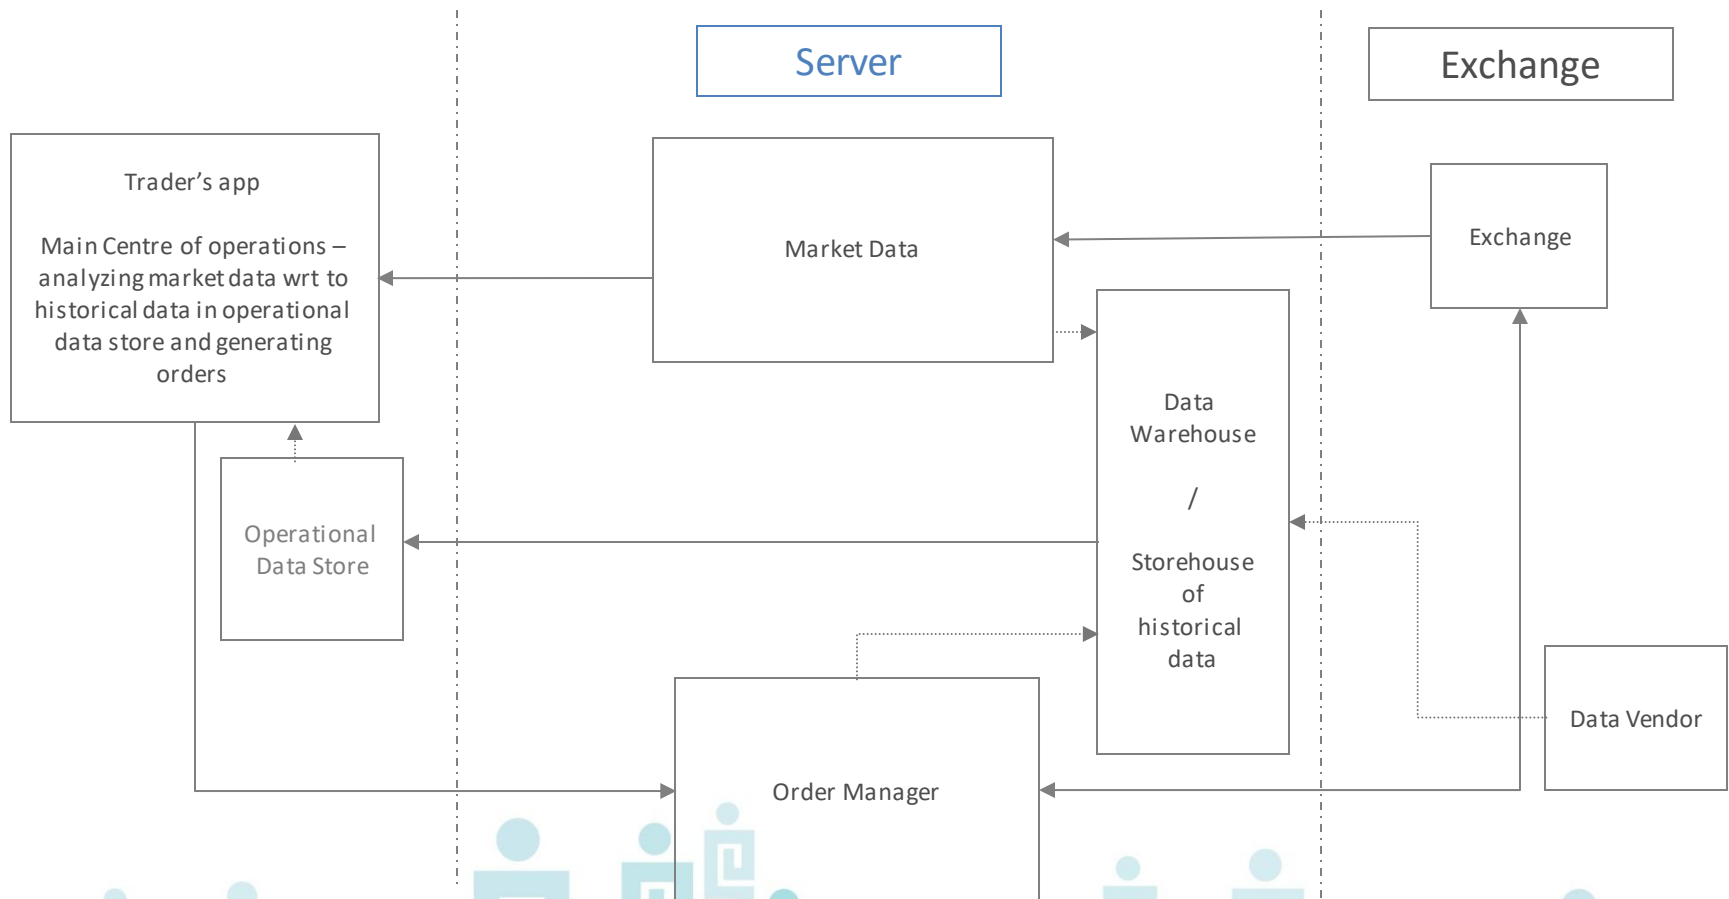 Server
Exchange
Trader’s app
Main Centre of operations –
analyzing market data wrt to
historical data in operational
data store and generating
orders
Market Data
Exchange
Data
Warehouse
/
Storehouse
of
historical
data
Operational
Data Store
Data Vendor
Order Manager